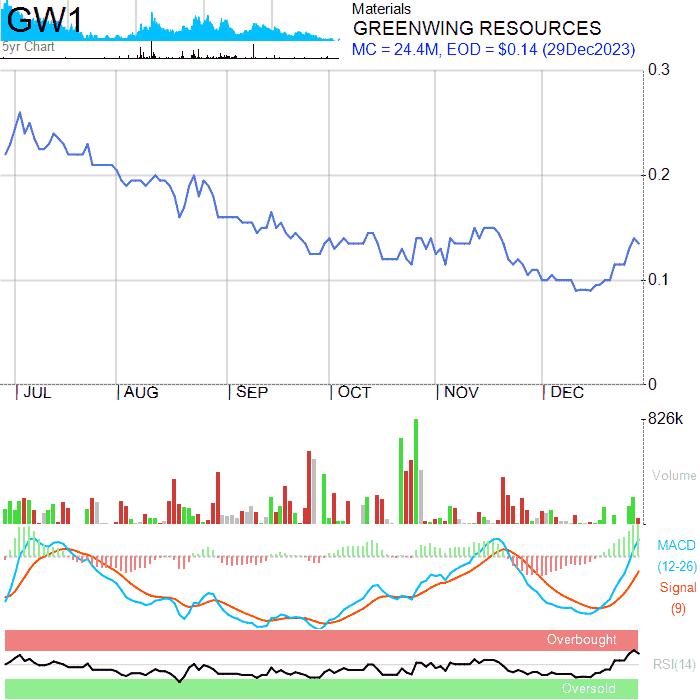 GW1
5yr Chart
Materials
GREENWING RESOURCES
MC = 24.4M, EOD = $0.14 (29Dec2023)
0.3
0.2
0.1
0
JUL AUG SEP OCT NOV DEC
826k
Volume
MACD
(12-26)
Signal
(9)
Overbought
RSI(14)
Oversold